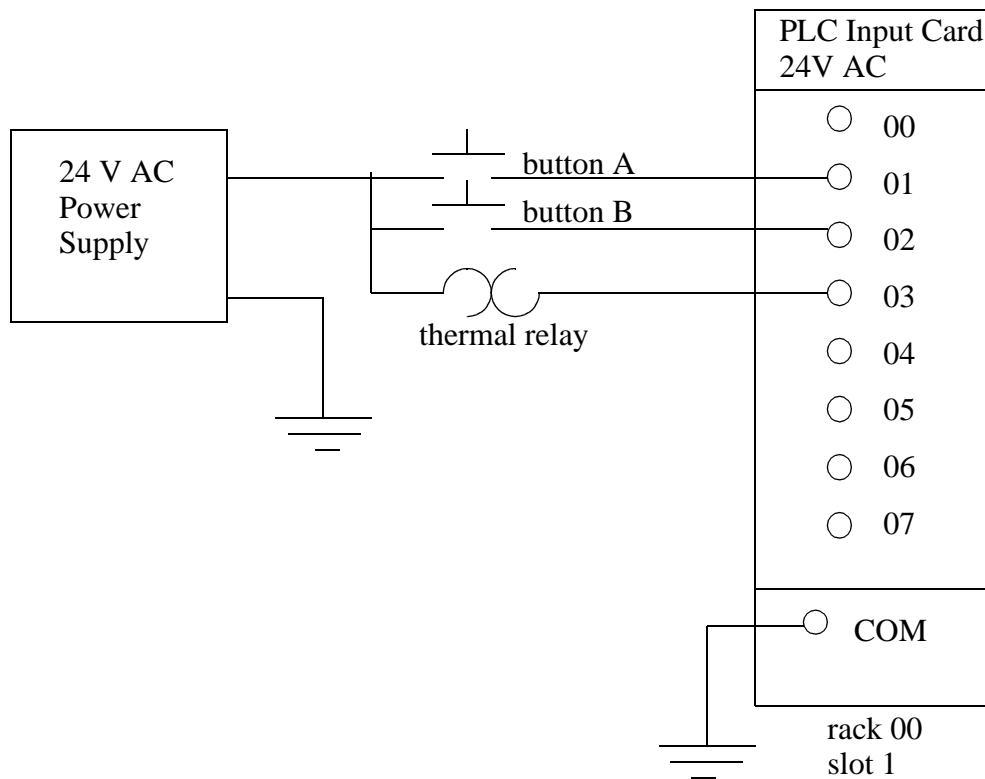 PLC Input Card
24V AC
24 V AC
Power
Supply
button A
button B
thermal relay
00
01
02
03
04
05
06
07
COM
rack 00
slot 1